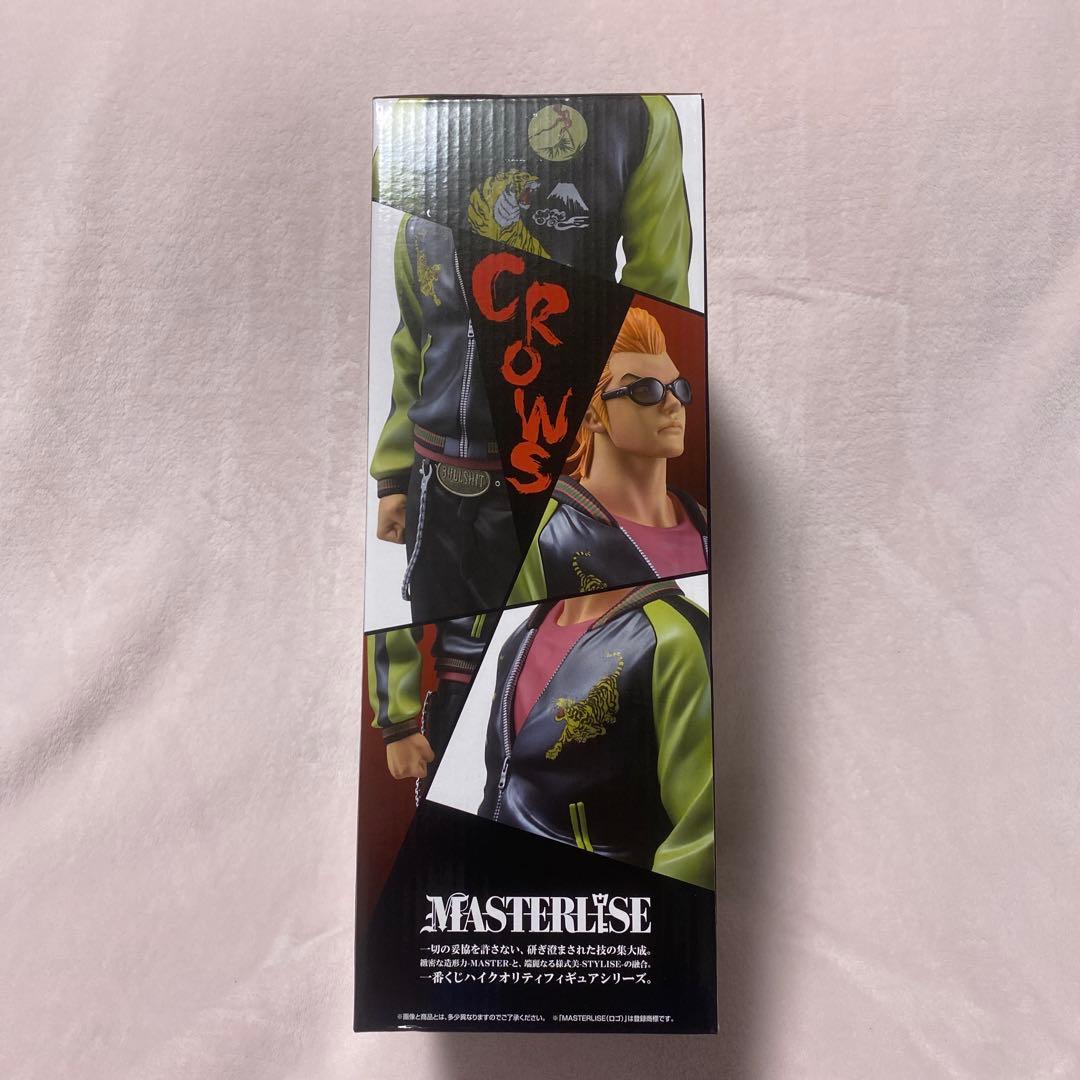 CROWS
BULLSHIT
MASTERLISE
一切の妥協を許さない、研ぎ澄まされた技の集大成。
緻密な造形力-MASTER-と、端麗なる様式美-STYLISE-の融合。
一番くじハイクオリティフィギュアシリーズ。
※画像と商品とは、多少異なりますのでご了承ください。 ※「MASTERLISE(ロゴ)」は登録商標です。